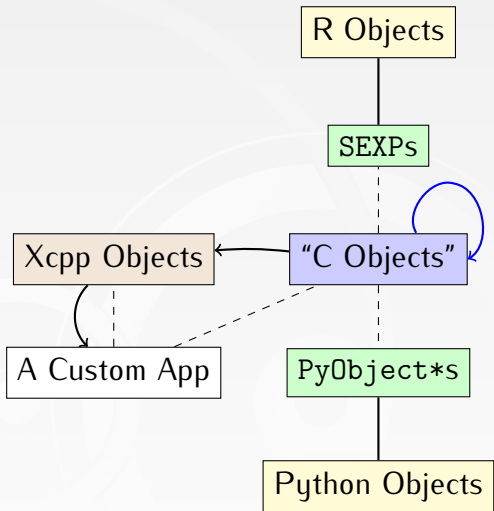 R Objects
SEXPs
Xcpp Objects
“C Objects”
A Custom App
PyObject*s
Python Objects